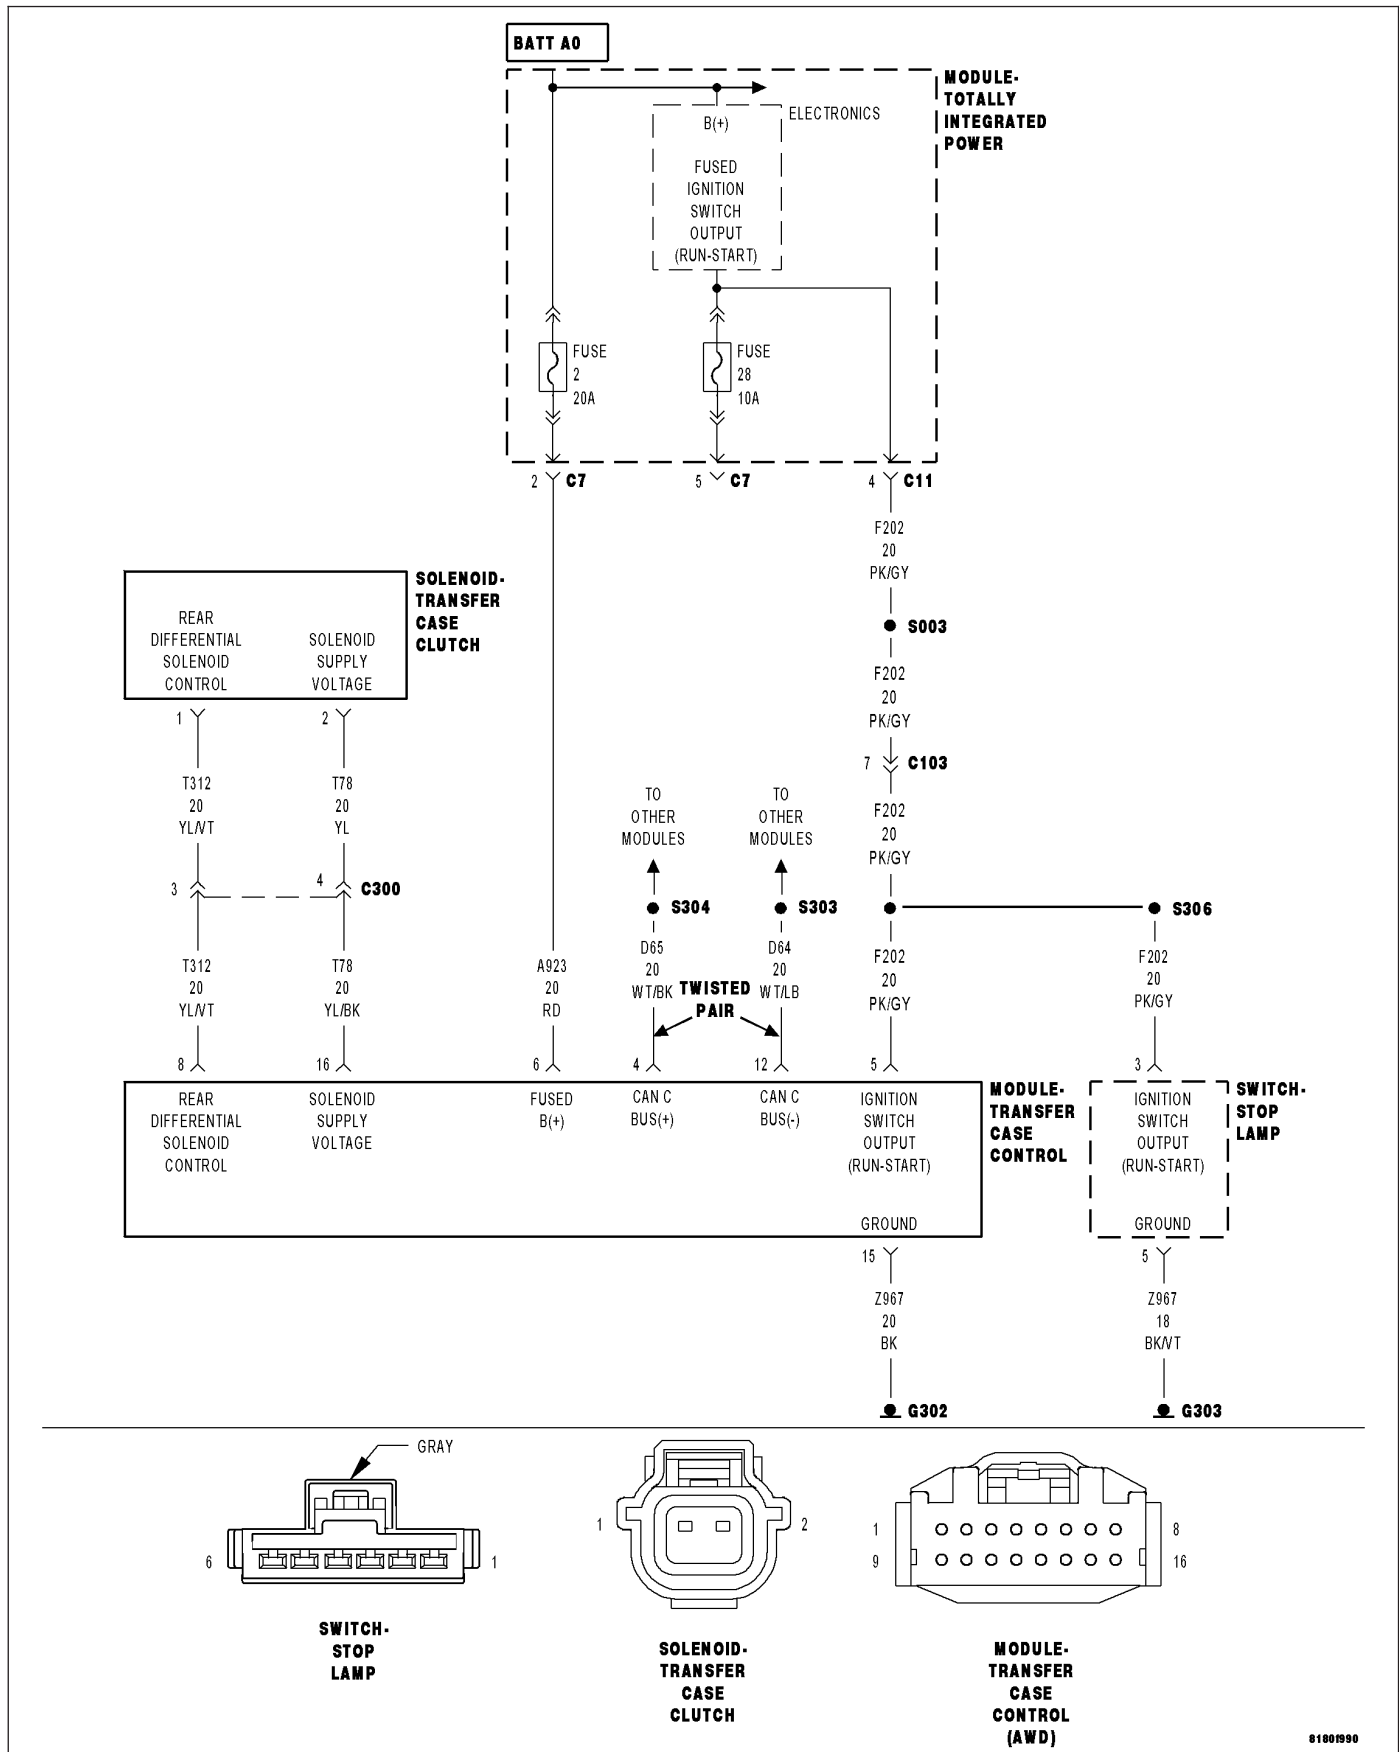 BATT A0
MODULE-
TOTALLY
INTEGRATED
POWER
ELECTRONICS
B(+)
FUSED
IGNITION
SWITCH
OUTPUT
(RUN-START)
FUSE
2
20A
FUSE
28
10A
2 C7
5 C7
4 C11
F202
20
PK/GY
S003
F202
20
PK/GY
7 C103
F202
20
PK/GY
SOLENOID-
TRANSFER
CASE
CLUTCH
REAR
DIFFERENTIAL
SOLENOID
CONTROL
SOLENOID
SUPPLY
VOLTAGE
1
2
T312
20
YL/VT
T78
20
YL
3
4
C300
T312
20
YL/VT
T78
20
YL/BK
A923
20
RD
TO
OTHER
MODULES
TO
OTHER
MODULES
S304
S303
S306
D65
20
WT/BK
TWISTED
PAIR
D64
20
WT/LB
F202
20
PK/GY
F202
20
PK/GY
8
16
6
4
12
5
3
REAR
DIFFERENTIAL
SOLENOID
CONTROL
SOLENOID
SUPPLY
VOLTAGE
FUSED
B(+)
CAN C
BUS(+)
CAN C
BUS(-)
IGNITION
SWITCH
OUTPUT
(RUN-START)
GROUND
MODULE-
TRANSFER
CASE
CONTROL
IGNITION
SWITCH
OUTPUT
(RUN-START)
GROUND
SWITCH-
STOP
LAMP
15
5
Z967
20
BK
Z967
18
BK/VT
G302
G303
GRAY
6
1
SWITCH-
STOP
LAMP
1
2
SOLENOID-
TRANSFER
CASE
CLUTCH
1
8
9
16
MODULE-
TRANSFER
CASE
CONTROL
(AWD)
81801990